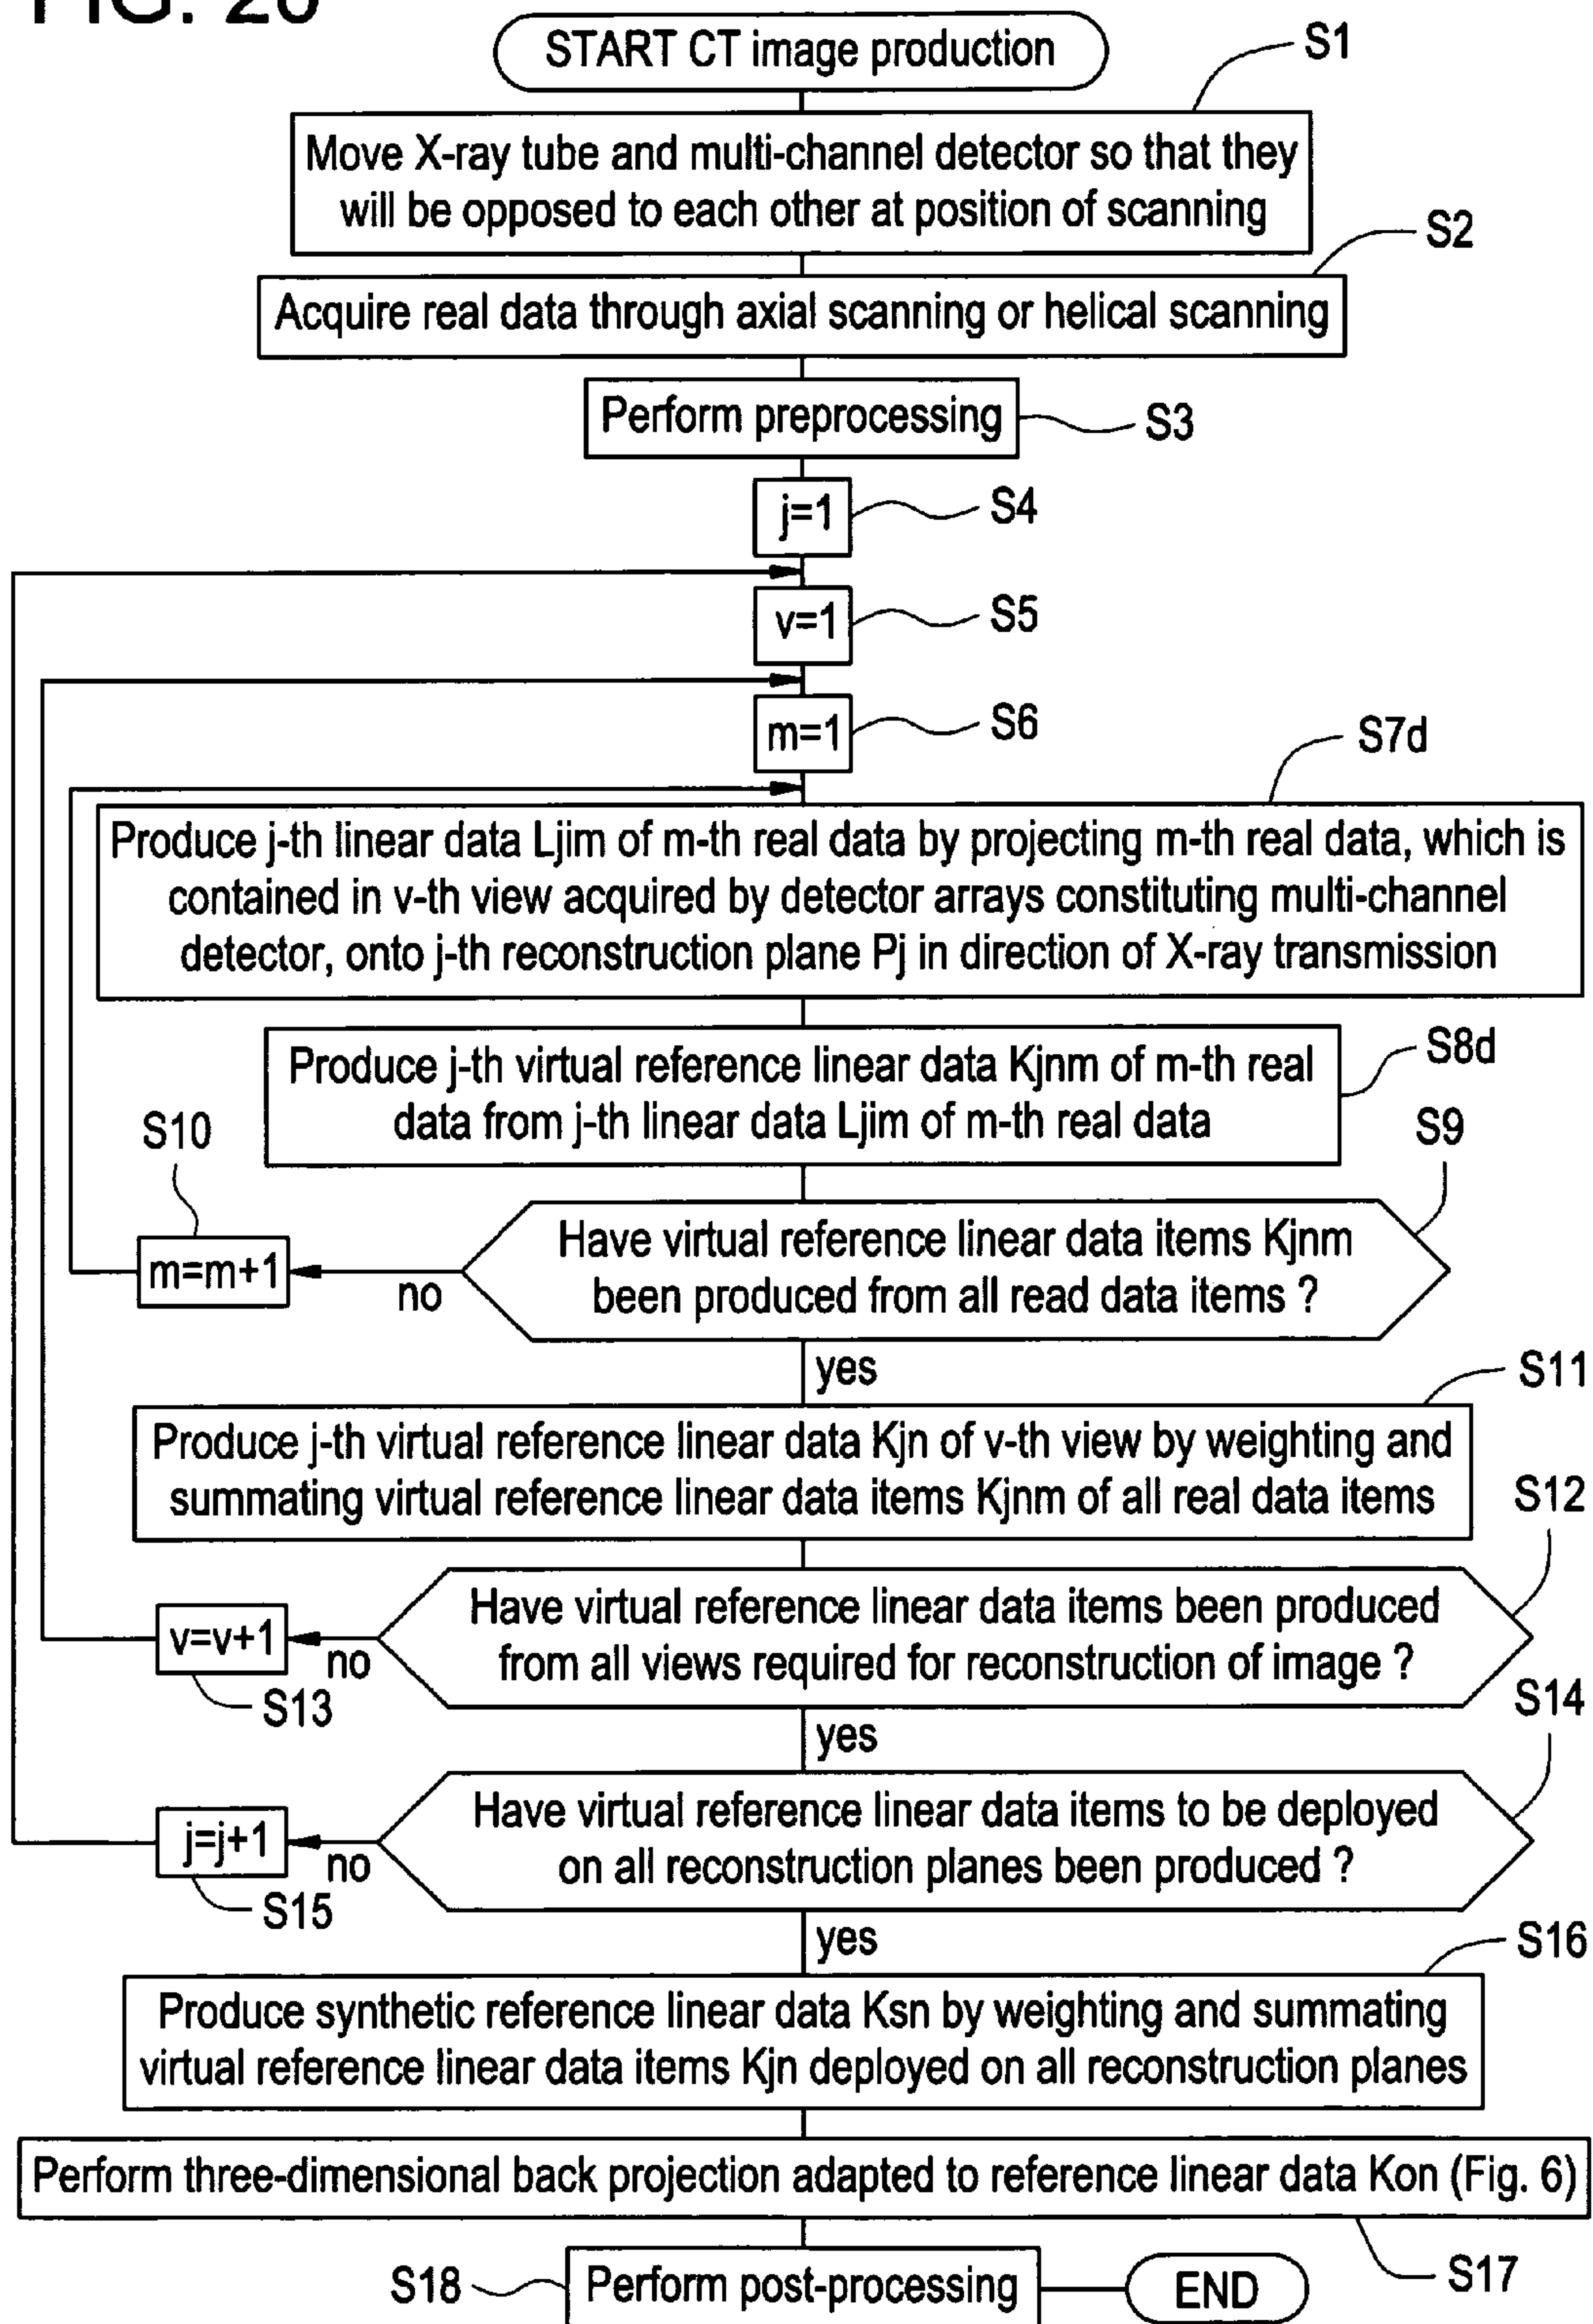 FIG. 20
START CT image production
S1
Move X-ray tube and multi-channel detector so that they
will be opposed to each other at position of scanning
S2
Acquire real data through axial scanning or helical scanning
Perform preprocessing
S3
j=1
S4
v=1
S5
m=1
S6
S7d
Produce j-th linear data Ljim of m-th real data by projecting m-th real data, which is
contained in v-th view acquired by detector arrays constituting multi-channel
detector, onto j-th reconstruction plane Pj in direction of X-ray transmission
S8d
Produce j-th virtual reference linear data Kjnm of m-th real
data from j-th linear data Ljim of m-th real data
S9
S10
Have virtual reference linear data items Kjnm
been produced from all read data items ?
m=m+1
no
yes
S11
Produce j-th virtual reference linear data Kjn of v-th view by weighting and
summating virtual reference linear data items Kjnm of all real data items
S12
Have virtual reference linear data items been produced
from all views required for reconstruction of image ?
v=v+1
no
S13
yes
S14
Have virtual reference linear data items to be deployed
on all reconstruction planes been produced ?
j=j+1
no
S15
yes
S16
Produce synthetic reference linear data Ksn by weighting and summating
virtual reference linear data items Kjn deployed on all reconstruction planes
Perform three-dimensional back projection adapted to reference linear data Kon (Fig. 6)
S17
S18
Perform post-processing
END